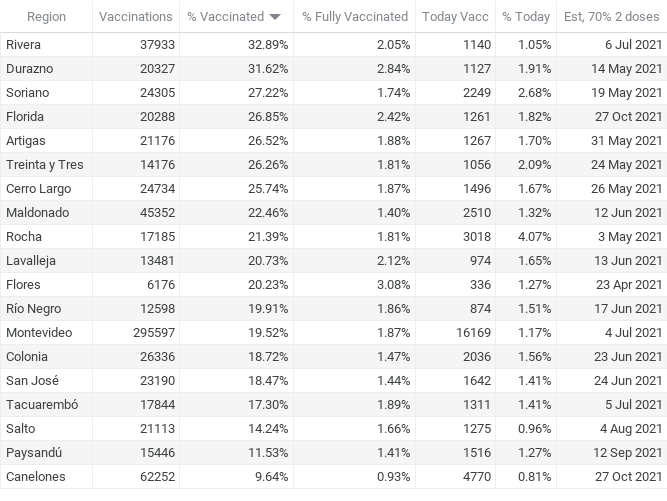 Region Vaccinations % Vaccinated % Fully Vaccinated Today Vacc % Today Est, 70% 2 doses
Rivera 37933 32.89% 2.05% 1140 1.05% 6 Jul 2021
Durazno 20327 31.62% 2.84% 1127 1.91% 14 May 2021
Soriano 24305 27.22% 1.74% 2249 2.68% 19 May 2021
Florida 20288 26.85% 2.42% 1261 1.82% 27 Oct 2021
Artigas 21176 26.52% 1.88% 1267 1.70% 31 May 2021
Treinta y Tres 14176 26.26% 1.81% 1056 2.09% 24 May 2021
Cerro Largo 24734 25.74% 1.87% 1496 1.67% 26 May 2021
Maldonado 45352 22.46% 1.40% 2510 1.32% 12 Jun 2021
Rocha 17185 21.39% 1.81% 3018 4.07% 3 May 2021
Lavalleja 13481 20.73% 2.12% 974 1.65% 13 Jun 2021
Flores 6176 20.23% 3.08% 336 1.27% 23 Apr 2021
Río Negro 12598 19.91% 1.86% 874 1.51% 17 Jun 2021
Montevideo 295597 19.52% 1.87% 16169 1.17% 4 Jul 2021
Colonia 26336 18.72% 1.47% 2036 1.56% 23 Jun 2021
San José 23190 18.47% 1.44% 1642 1.41% 24 Jun 2021
Tacuarembó 17844 17.30% 1.89% 1311 1.41% 5 Jul 2021
Salto 21113 14.24% 1.66% 1275 0.96% 4 Aug 2021
Paysandú 15446 11.53% 1.41% 1516 1.27% 12 Sep 2021
Canelones 62252 9.64% 0.93% 4770 0.81% 27 Oct 2021